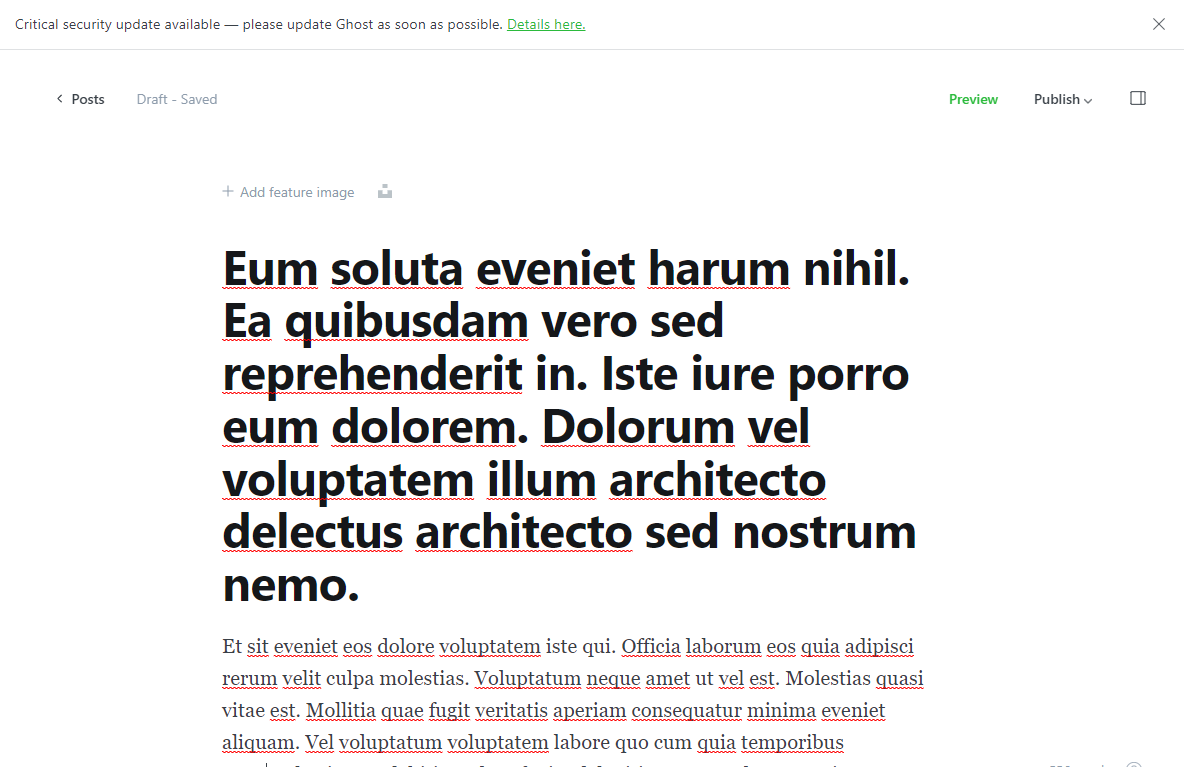 Critical security update available — please update Ghost as soon as possible. Details here.
Posts
Draft - Saved
Preview
Publish
Add feature image
Eum soluta eveniet harum nihil.
Ea quibusdam vero sed
reprehenderit in. Iste iure porro
eum dolorem. Dolorum vel
voluptatem illum architecto
delectus architecto sed nostrum
nemo.
Et sit eveniet eos dolore voluptatem iste qui. Officia laborum eos quia adipisci
rerum velit culpa molestias. Voluptatum neque amet ut vel est. Molestias quasi
vitae est. Mollitia quae fugit veritatis aperiam consequatur minima eveniet
aliquam. Vel voluptatum voluptatem labore quo cum quia temporibus